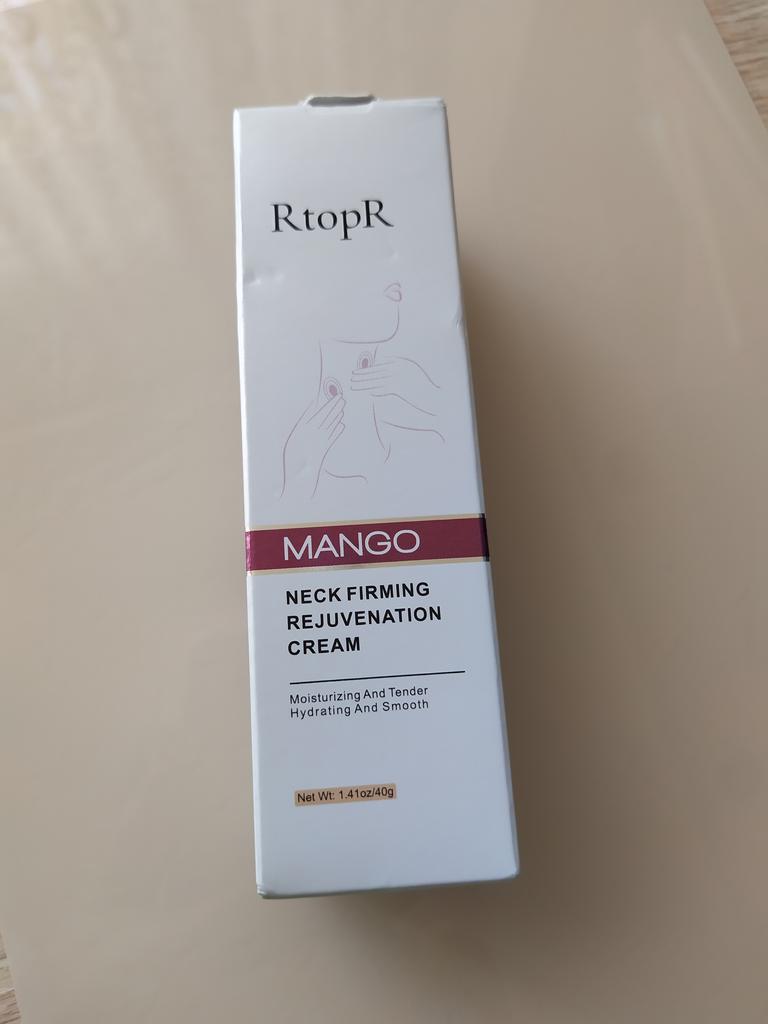 RtopR
MANGO
NECK FIRMING
REJUVENATION
CREAM
Moisturizing And Tender
Hydrating And Smooth
Net Wt: 1.41oz/40g